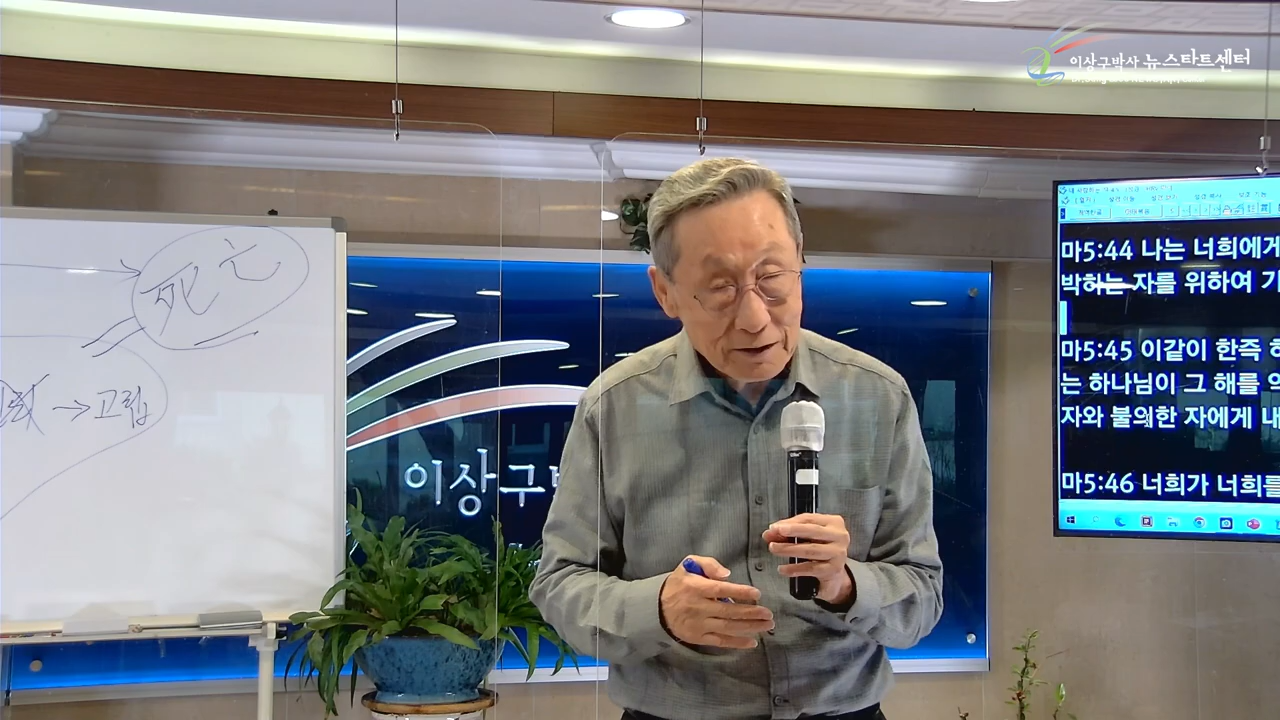 이상구박사 뉴스타트센터
死亡
→고립
이상구
마5:44 나는 너희에게
박하는 자를 위하여 기
마5:45 이같이 한즉 하
는 하나님이 그 해를 악
자와 불의한 자에게 내
마5:46 너희가 너희를